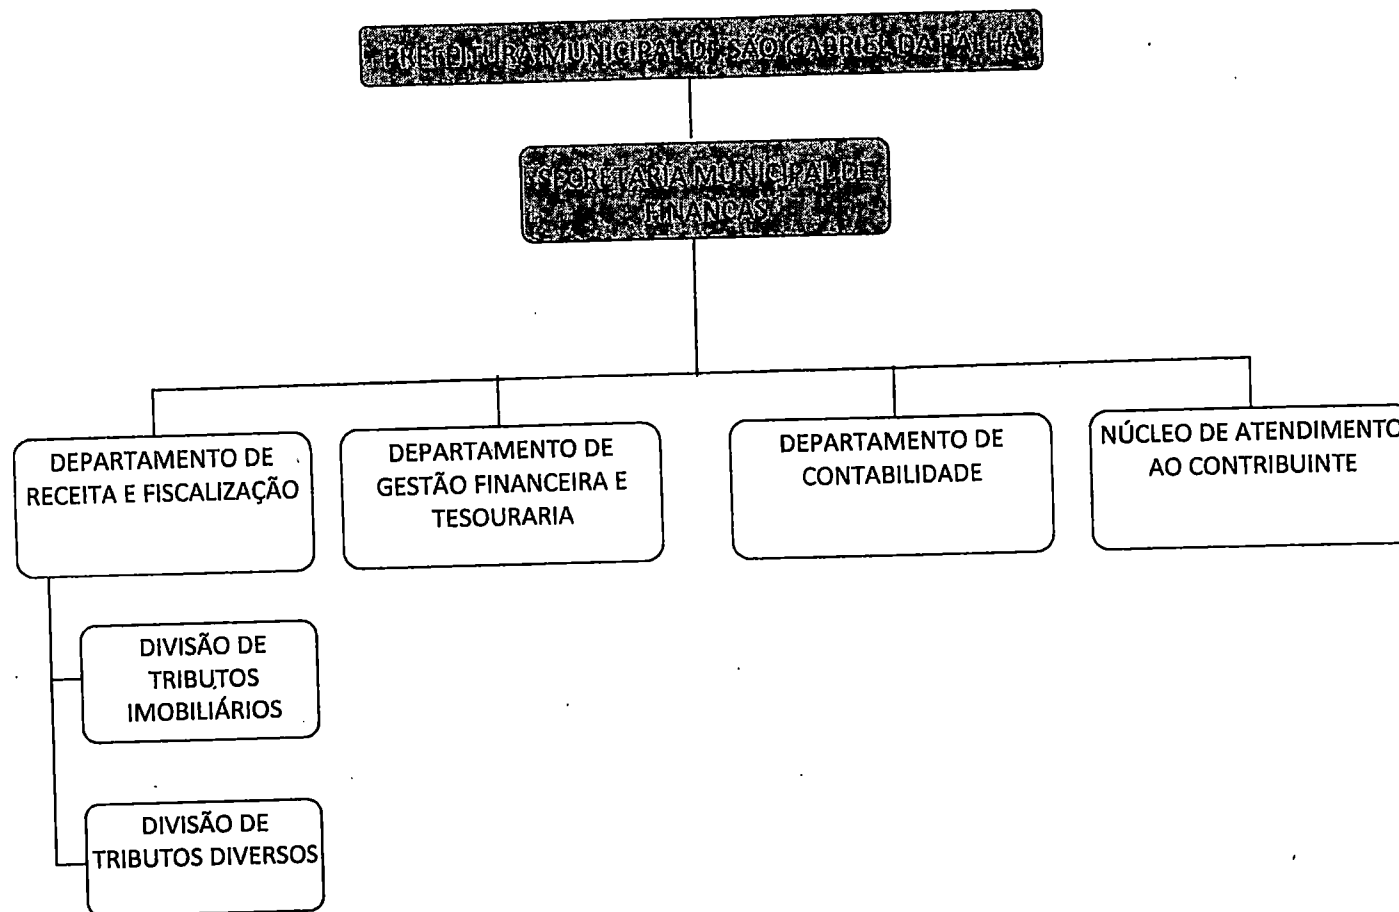 PREFEITURA MUNICIPAL DE SÃO GABRIEL DA PALHA
SECRETARIA MUNICIPAL DE
FINANÇAS
DEPARTAMENTO DE
RECEITA E FISCALIZAÇÃO
DEPARTAMENTO DE
GESTÃO FINANCEIRA E
TESOURARIA
DEPARTAMENTO DE
CONTABILIDADE
NÚCLEO DE ATENDIMENTO
AO CONTRIBUINTE
DIVISÃO DE
TRIBUTOS
IMOBILIÁRIOS
DIVISÃO DE
TRIBUTOS DIVERSOS